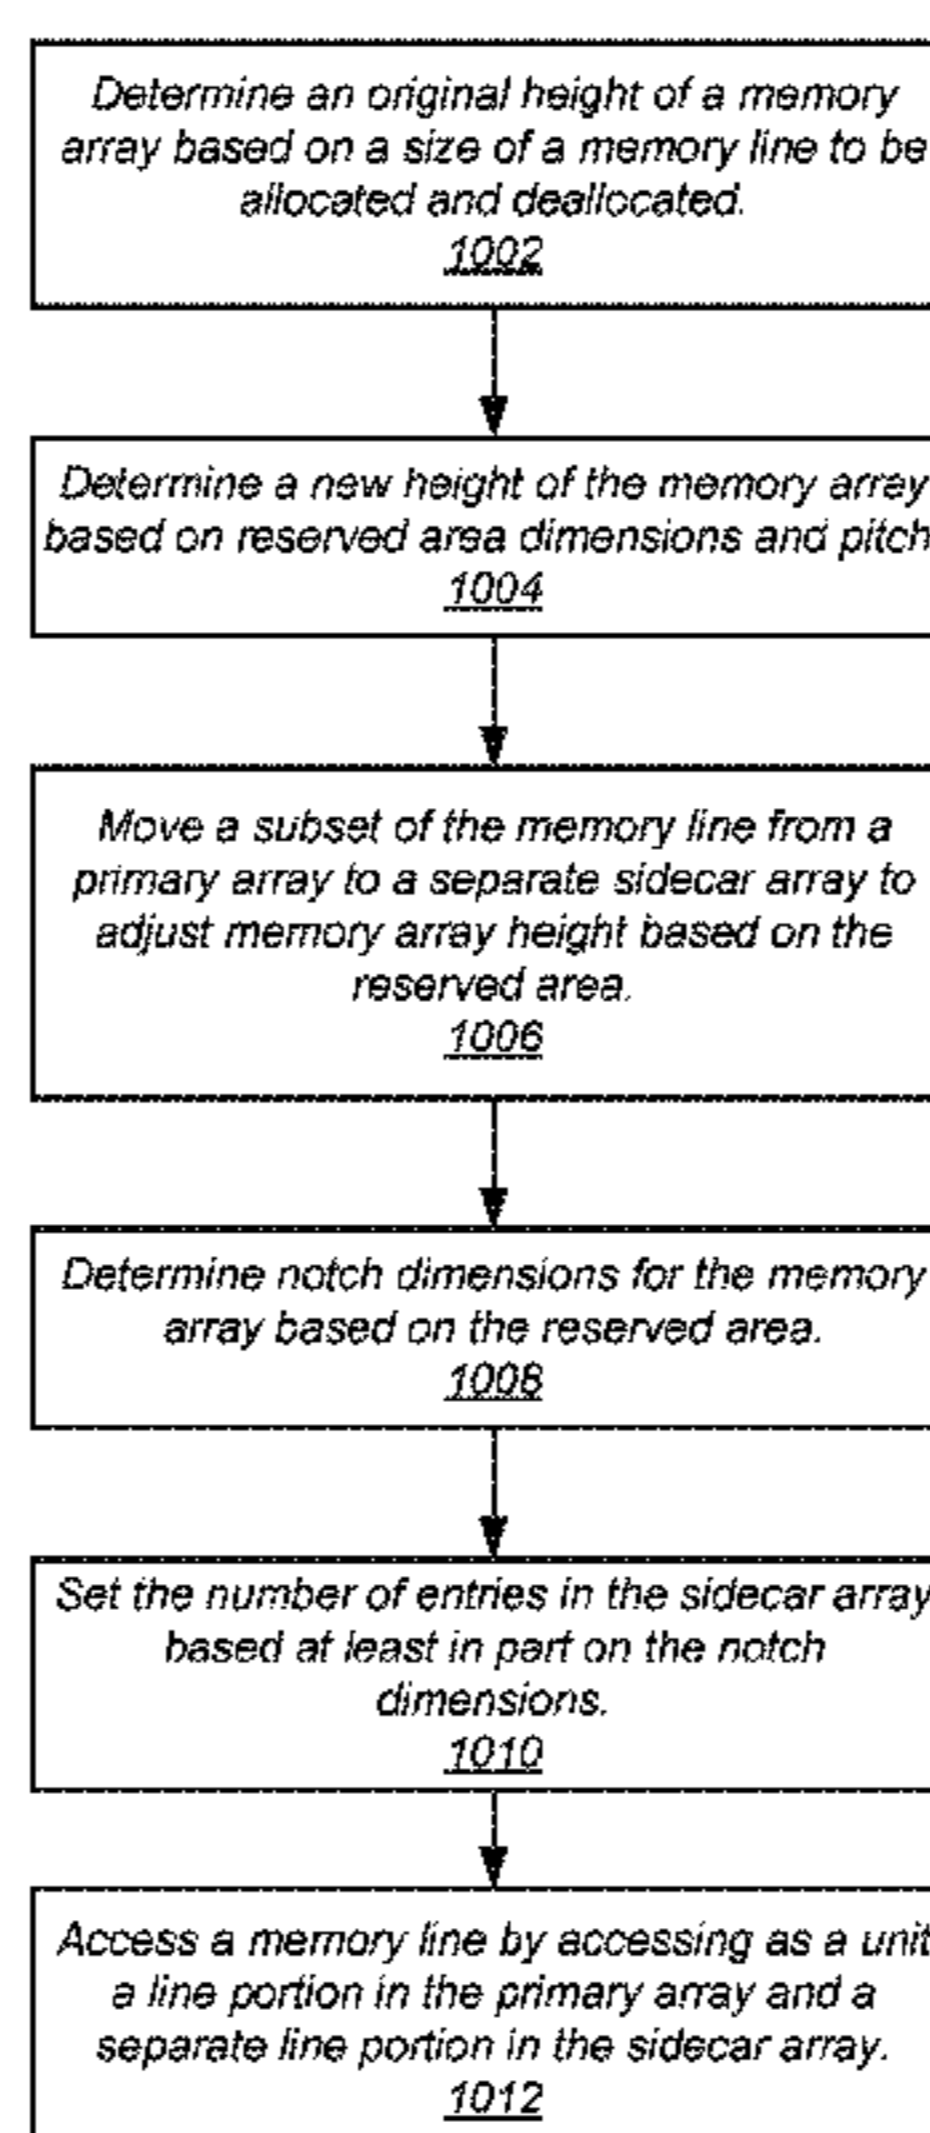 Determine an original height of a memory
array based on a size of a memory line to be
allocated and deallocated.
1002
Determine a new height of the memory array
based on reserved area dimensions and pitch
1004
Move a subset of the memory line from a
primary array to a separate sidecar array to
adjust memory array height based on the
reserved area.
1006
Determine notch dimensions for the memory
array based on the reserved area.
1008
Set the number of entries in the sidecar array
based at least in part on the notch
dimensions.
1010
Access a memory line by accessing as a unit
a line portion in the primary array and a
separate line portion in the sidecar array.
1012